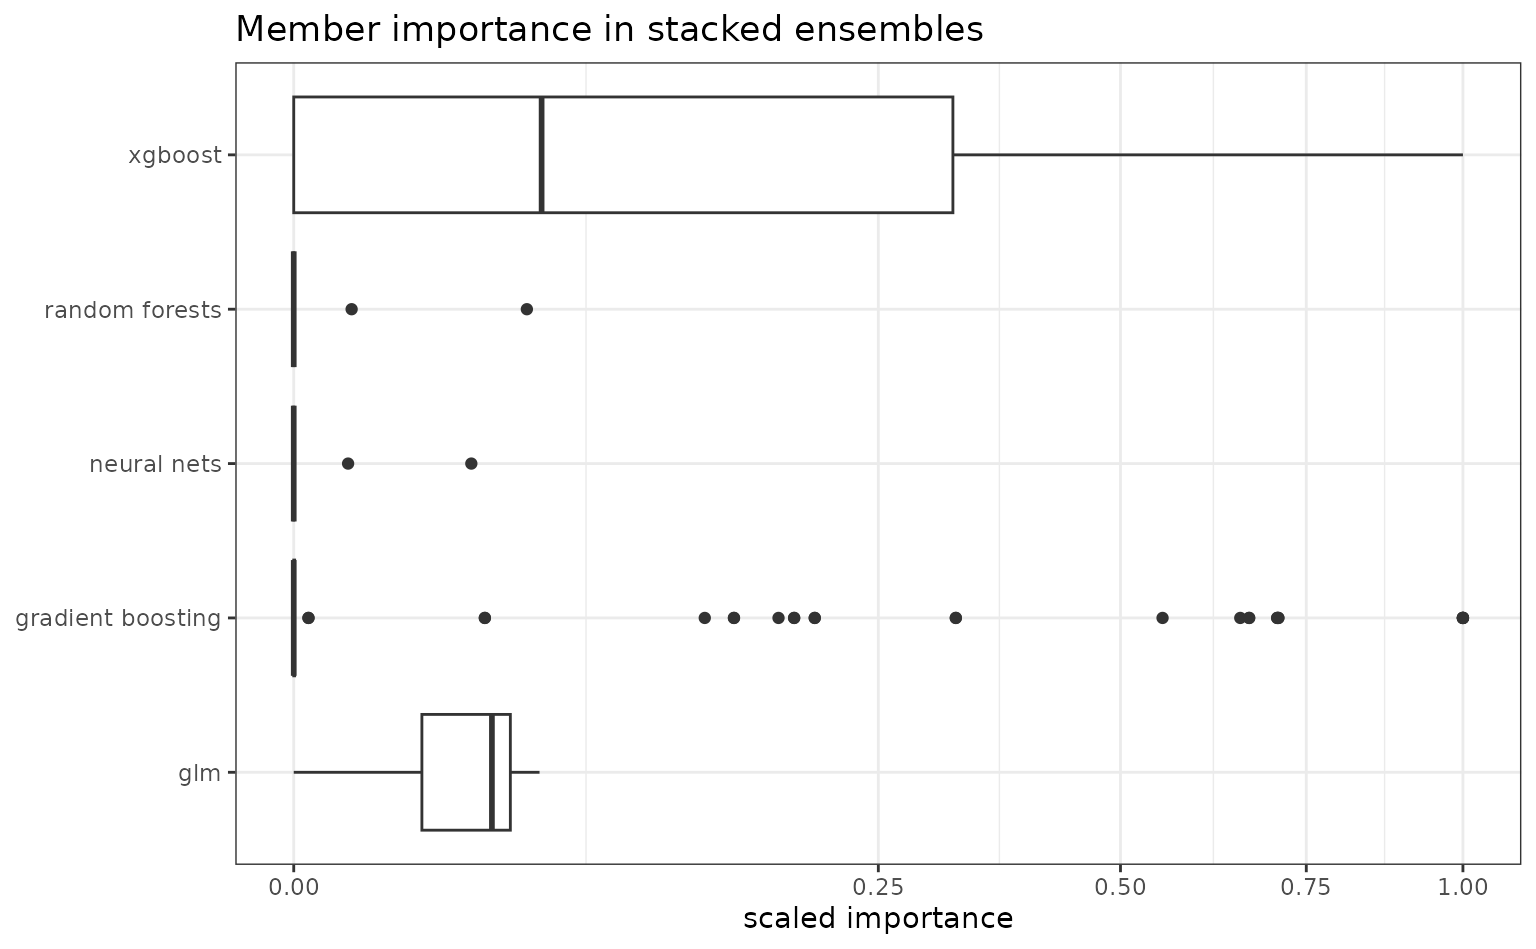 Member importance in stacked ensembles
xgboost
random forests
neural nets
gradient boosting
glm
0.00 0.25 0.50 0.75 1.00
scaled importance